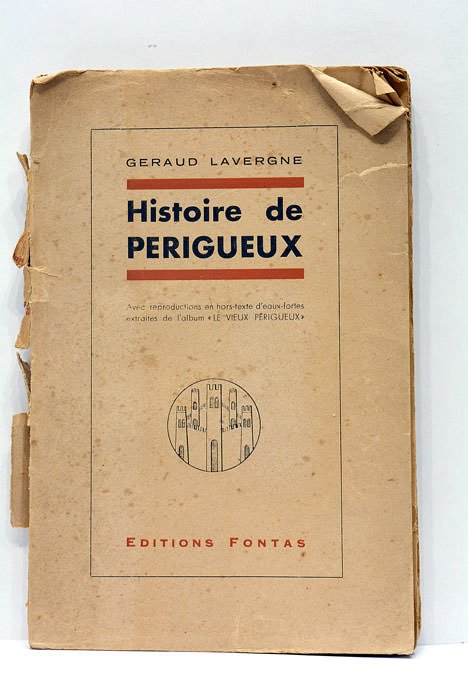 GERAUD LAVERGNE
Histoire de
PERIGUEUX
Avec reproductions en hors-texte d'eaux-fortes
extraites de l'album « LE VIEUX PÉRIGUEUX »
EDITIONS FONTAS